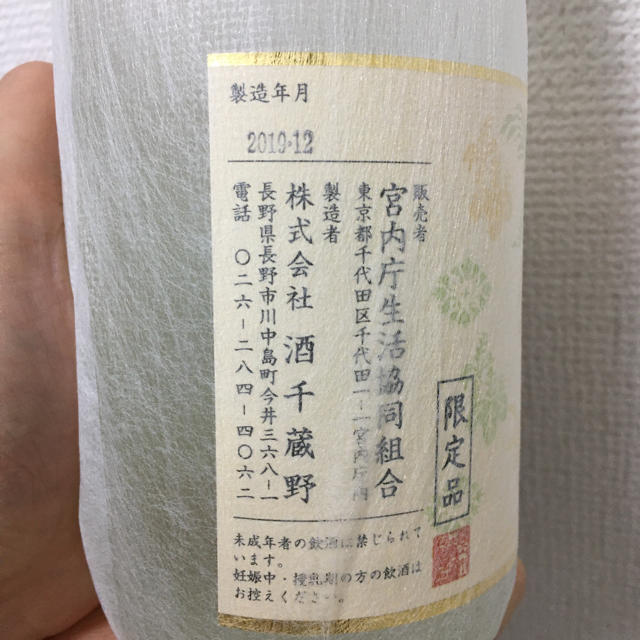 製造年月
2019.12
限定品
販売者
宮内庁生活協同組合
東京都千代田区千代田一-一宮内庁内
製造者
株式会社 酒千蔵野
長野県長野市川中島町今井三六八-一
電話 〇二六-二八四-四〇六二
未成年者の飲酒は禁じられて
います。
妊娠中・授乳期の方の飲酒は
お控えください。